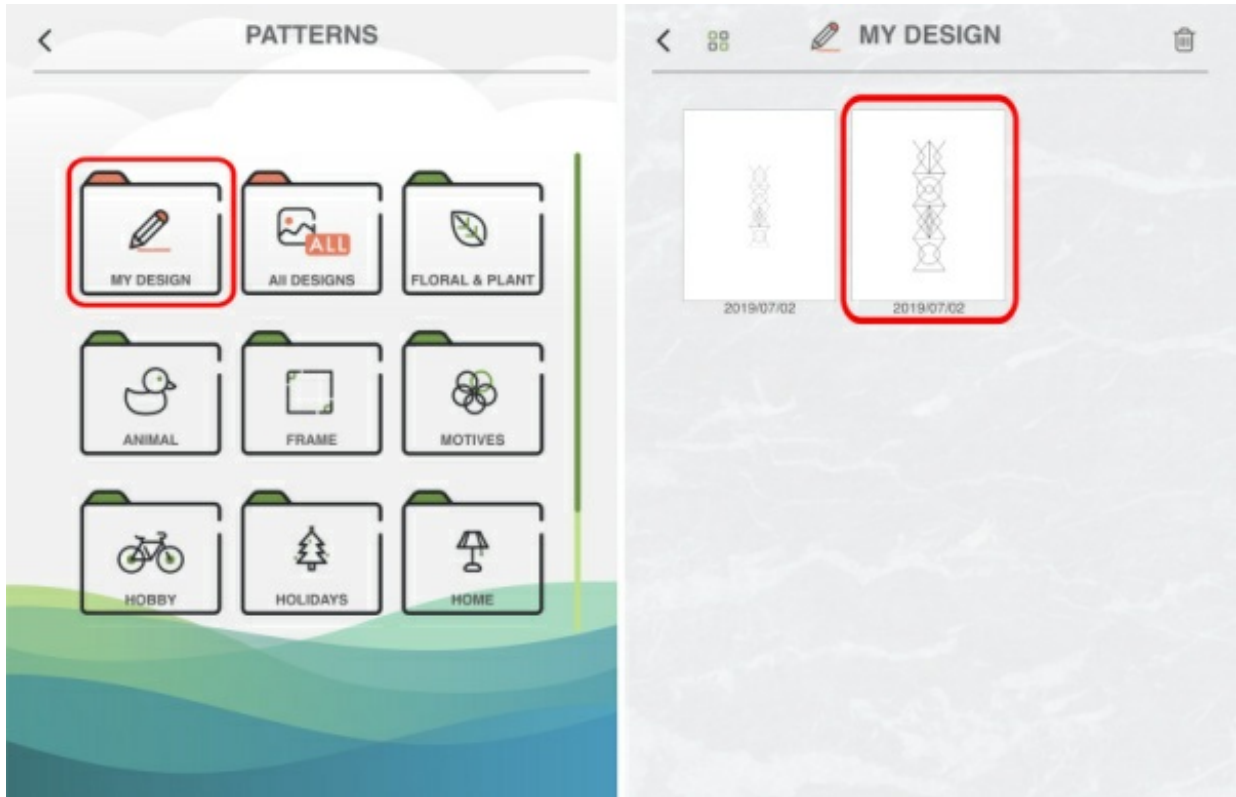 PATTERNS
MY DESIGN
ALL
All DESIGNS
FLORAL & PLANT
ANIMAL
FRAME
MOTIVES
HOBBY
HOLIDAYS
HOME
MY DESIGN
2019/07/02
2019/07/02